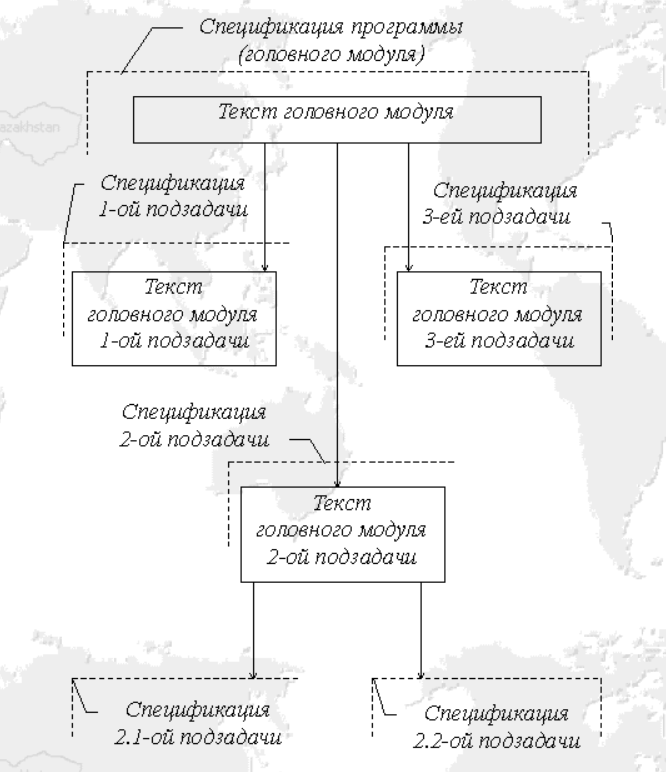 Спецификация программы
(головного модуля)
Текст головного модуля
azakhstan
Спецификация
1-ой подзадачи
Спецификация
3-ей подзадачи
Текст
головного модуля
1-ой подзадачи
Текст
головного модуля
3-ей подзадачи
Спецификация
2-ой подзадачи
Текст
головного модуля
2-ой подзадачи
Спецификация
2.1-ой подзадачи
Спецификация
2.2-ой подзадачи